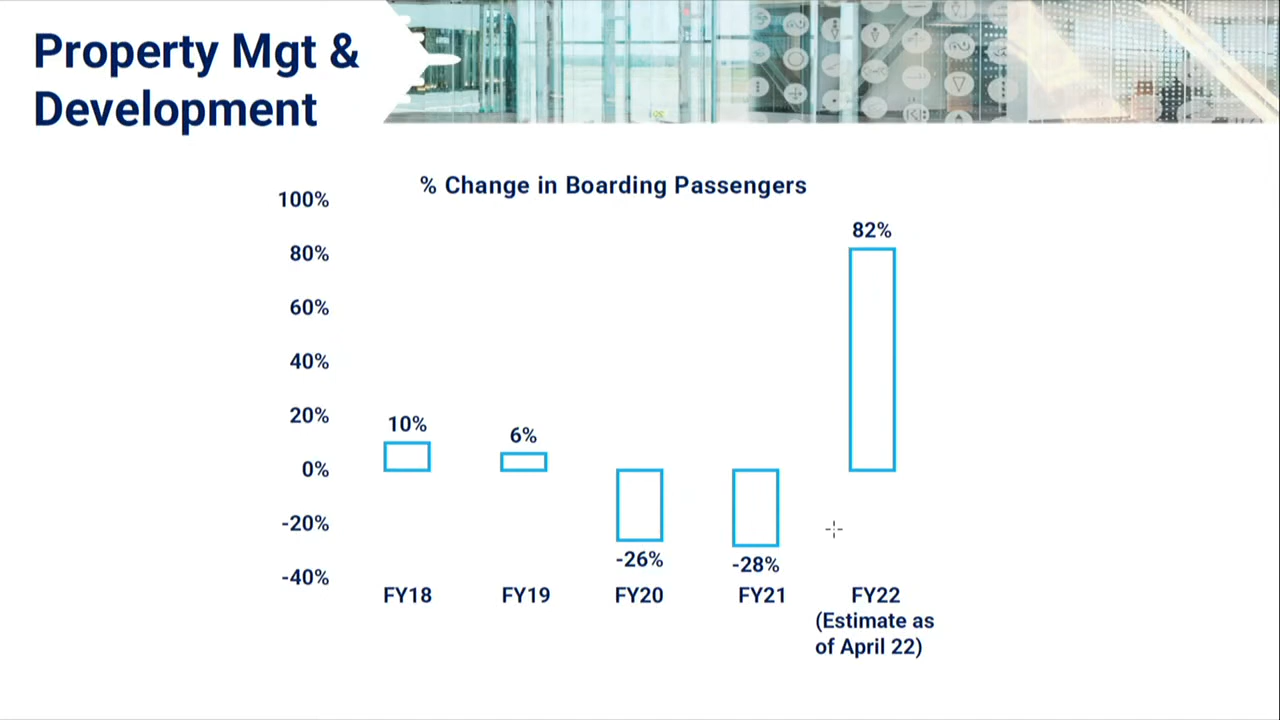 Property Mgt &
Development
% Change in Boarding Passengers
100%
80%
60%
40%
20%
0%
-20%
-40%
10%
6%
-26%
-28%
82%
FY18
FY19
FY20
FY21
FY22
(Estimate as
of April 22)